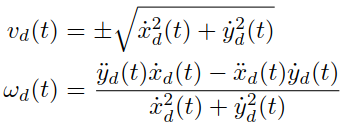 v_d(t) = ±√(ẋ_d²(t) + ẏ_d²(t))
ω_d(t) = (ÿ_d(t)ẋ_d(t) − ẍ_d(t)ẏ_d(t)) / (ẋ_d²(t) + ẏ_d²(t))